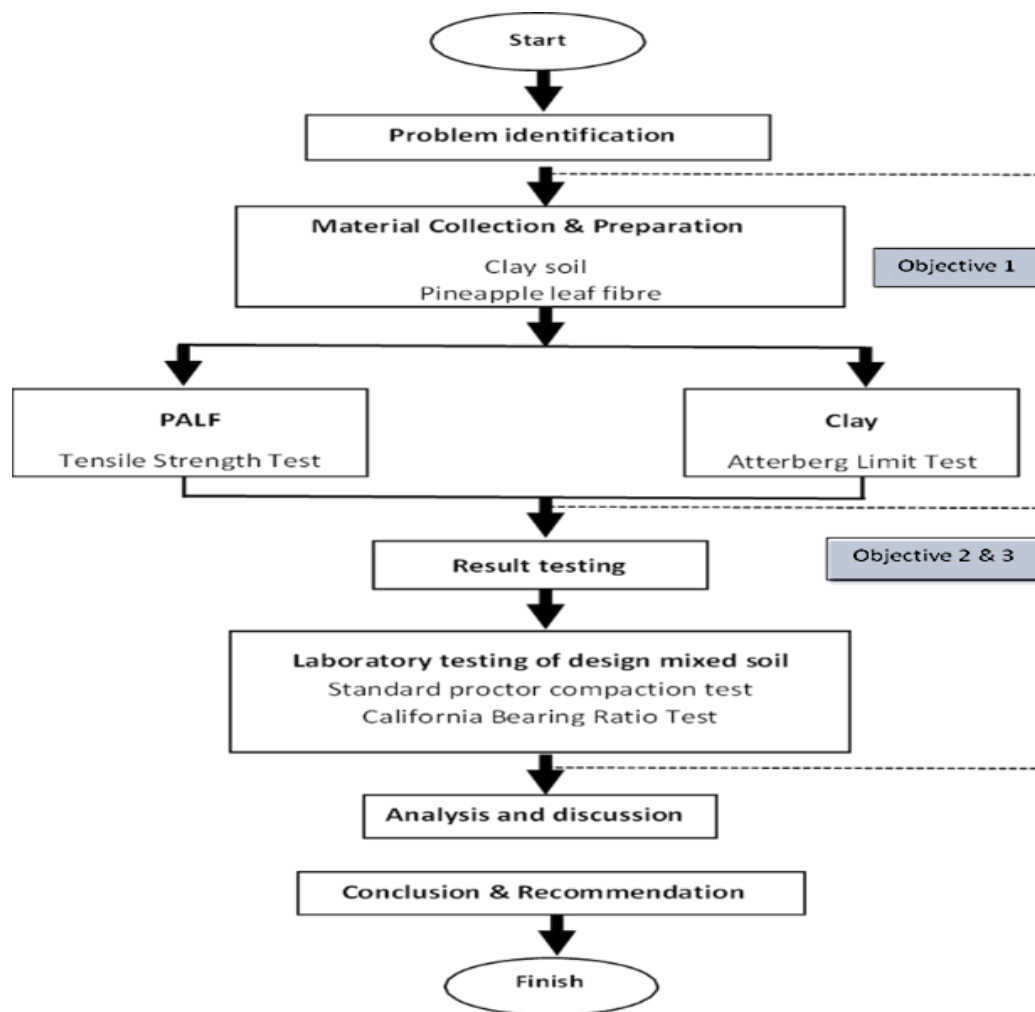 Start
Problem identification
Material Collection & Preparation
Clay soil
Pineapple leaf fibre
Objective 1
PALF
Tensile Strength Test
Clay
Atterberg Limit Test
Result testing
Objective 2 & 3
Laboratory testing of design mixed soil
Standard proctor compaction test
California Bearing Ratio Test
Analysis and discussion
Conclusion & Recommendation
Finish